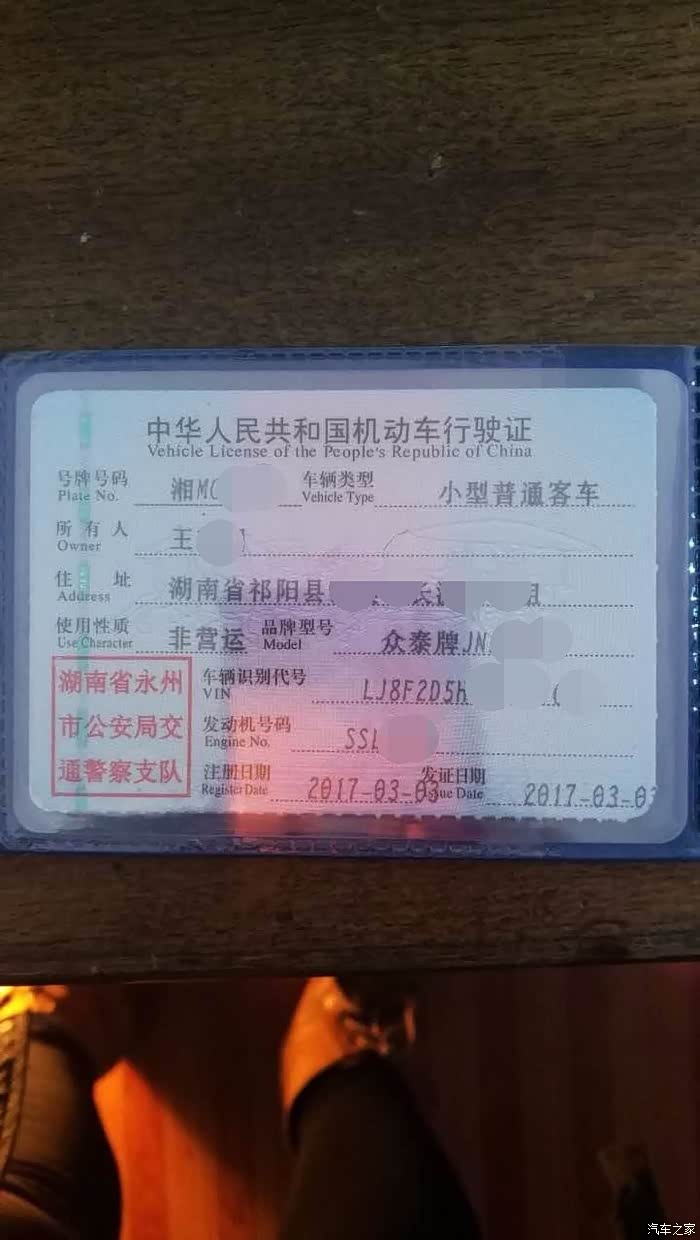 中华人民共和国机动车行驶证
Vehicle License of the People's Republic of China
号牌号码 湘M 车辆类型 小型普通客车
Plate No. Vehicle Type
所有人 王
Owner
住址 湖南省祁阳县
Address
使用性质 非营运 品牌型号 众泰牌JN
Use Character Model
湖南省永州
市公安局交
通警察支队
车辆识别代号 LJ8F2D5
VIN
发动机号码 SS
Engine No.
注册日期 2017-03-03 发证日期 2017-03-03
Register Date Issue Date
汽车之家